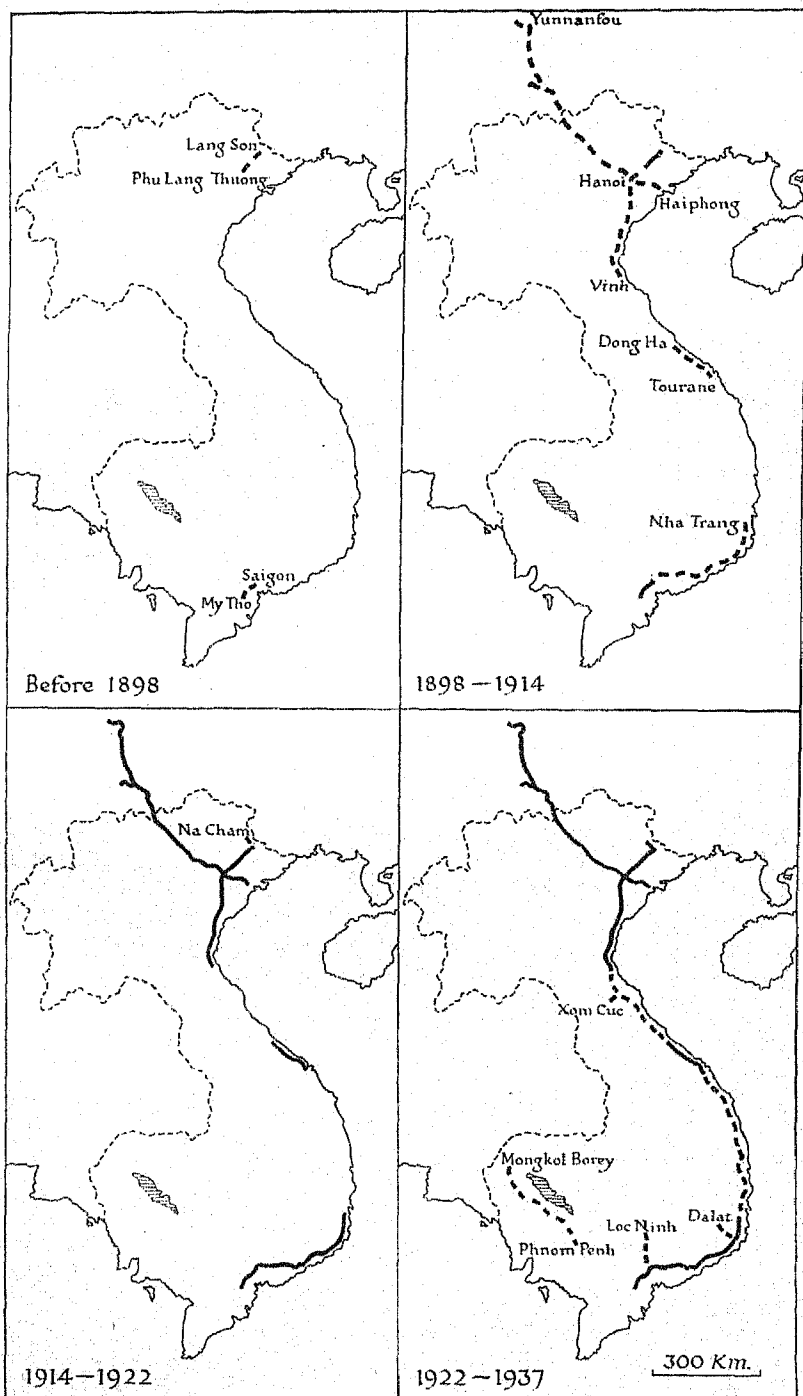 Lang Son
Phu Lang Thuong
Saigon
My Tho
Before 1898
Yunnanfou
Hanoi
Haiphong
Vinh
Dong Ha
Tourane
Nha Trang
1898–1914
Na Cham
1914–1922
Xom Cuc
Mongkol Borey
Loc Ninh
Dalat
Phnom Penh
1922–1937
300 Km.